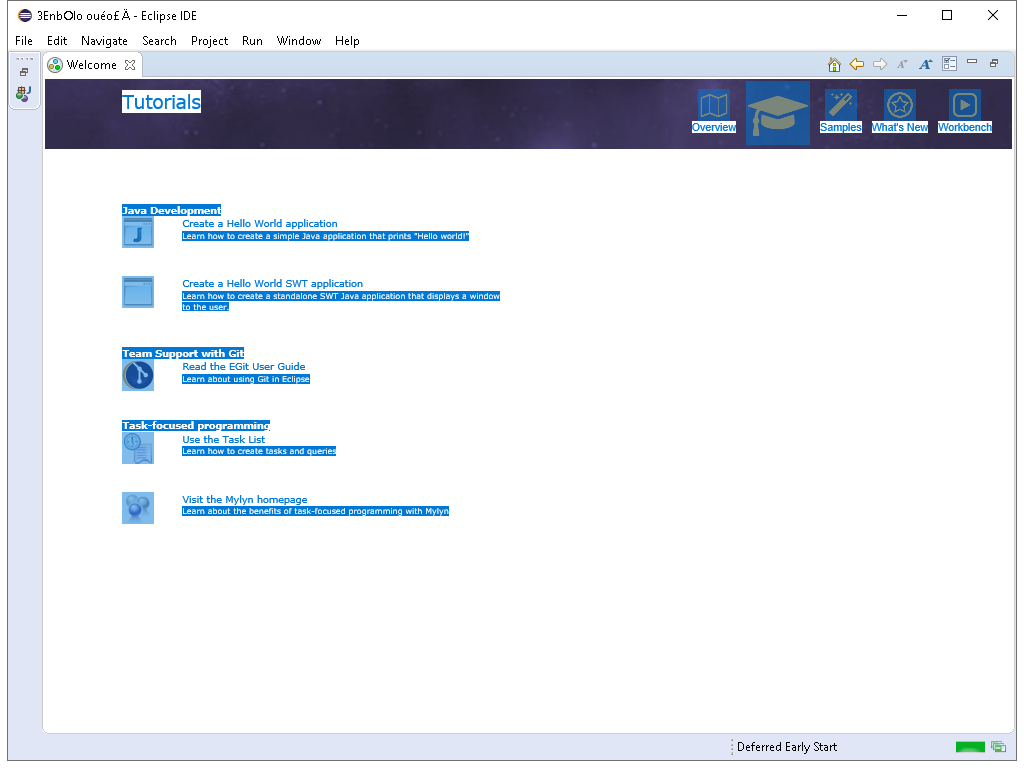 3EnbOlo ouéo£Ä - Eclipse IDE
File Edit Navigate Search Project Run Window Help
Welcome
Tutorials
Overview
Samples
What's New
Workbench
Java Development
Create a Hello World application
Learn how to create a simple Java application that prints "Hello world!"
Create a Hello World SWT application
Learn how to create a standalone SWT Java application that displays a window
to the user.
Team Support with Git
Read the EGit User Guide
Learn about using Git in Eclipse
Task-focused programming
Use the Task List
Learn how to create tasks and queries
Visit the Mylyn homepage
Learn about the benefits of task-focused programming with Mylyn
Deferred Early Start